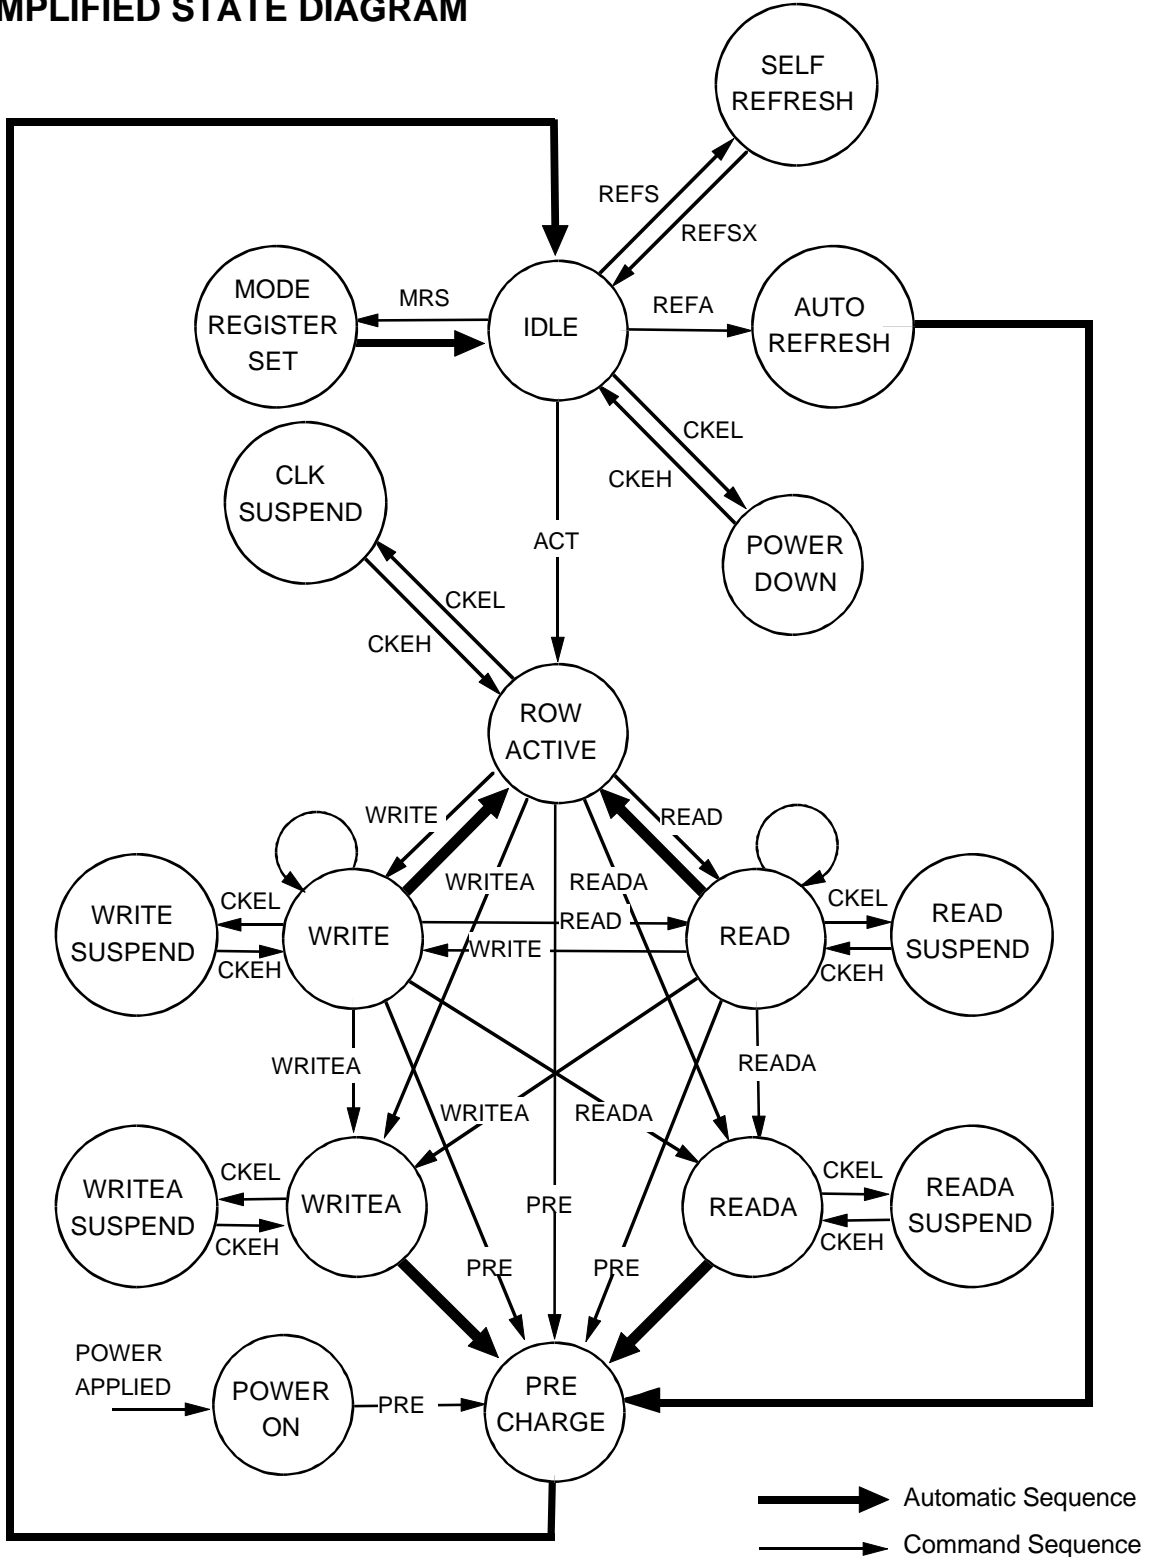 MPLIFIED STATE DIAGRAM
SELF
REFRESH
REFS
REFSX
MODE
REGISTER
SET
MRS
IDLE
REFA
AUTO
REFRESH
CKEL
CKEH
CLK
SUSPEND
ACT
POWER
DOWN
CKEL
CKEH
ROW
ACTIVE
WRITE
READ
WRITEA
READA
WRITE
SUSPEND
CKEL
CKEH
WRITE
READ
WRITE
READ
CKEL
CKEH
READ
SUSPEND
WRITEA
READA
WRITEA
READA
WRITEA
SUSPEND
CKEL
CKEH
WRITEA
PRE
READA
CKEL
CKEH
READA
SUSPEND
PRE
PRE
POWER
APPLIED
POWER
ON
PRE
PRE
CHARGE
Automatic Sequence
Command Sequence